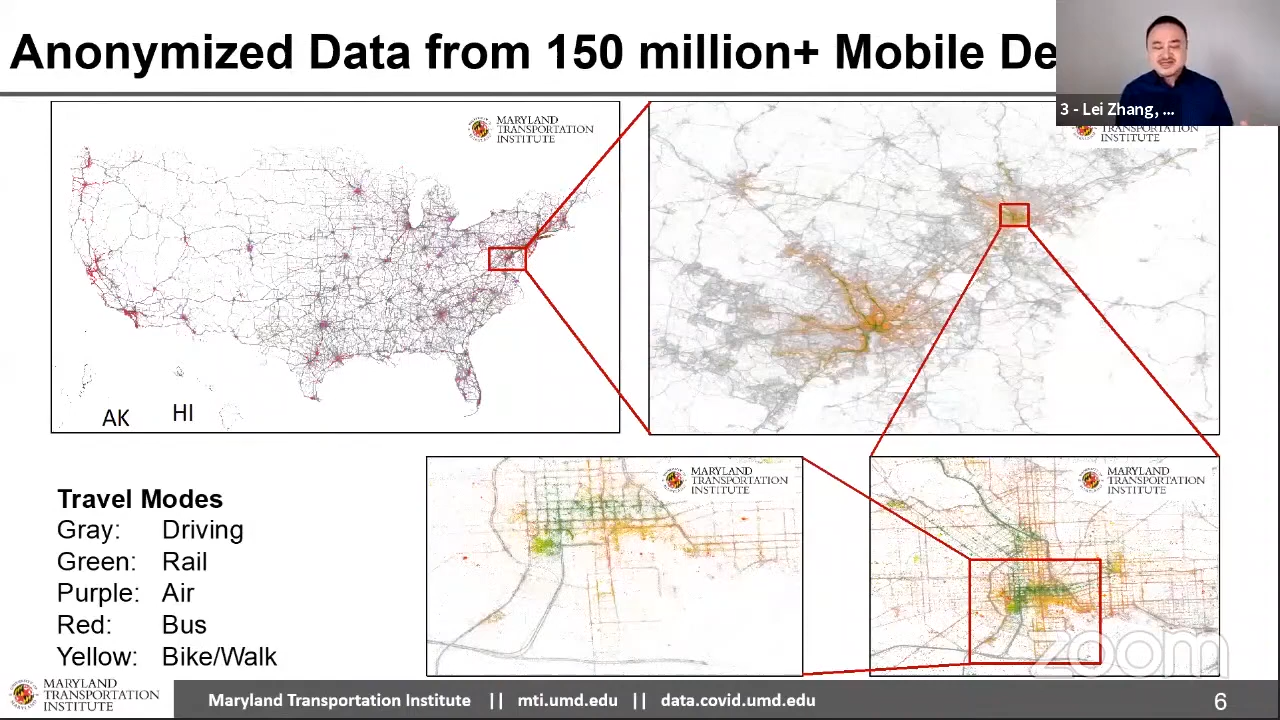 Anonymized Data from 150 million+ Mobile De
3 - Lei Zhang, ...
MARYLAND
TRANSPORTATION
INSTITUTE
TRANSPORTATION
INSTITUTE
AK
HI
MARYLAND
TRANSPORTATION
INSTITUTE
MARYLAND
TRANSPORTATION
INSTITUTE
Travel Modes
Gray: Driving
Green: Rail
Purple: Air
Red: Bus
Yellow: Bike/Walk
zoom
MARYLAND
TRANSPORTATION
INSTITUTE
Maryland Transportation Institute || mti.umd.edu || data.covid.umd.edu
6